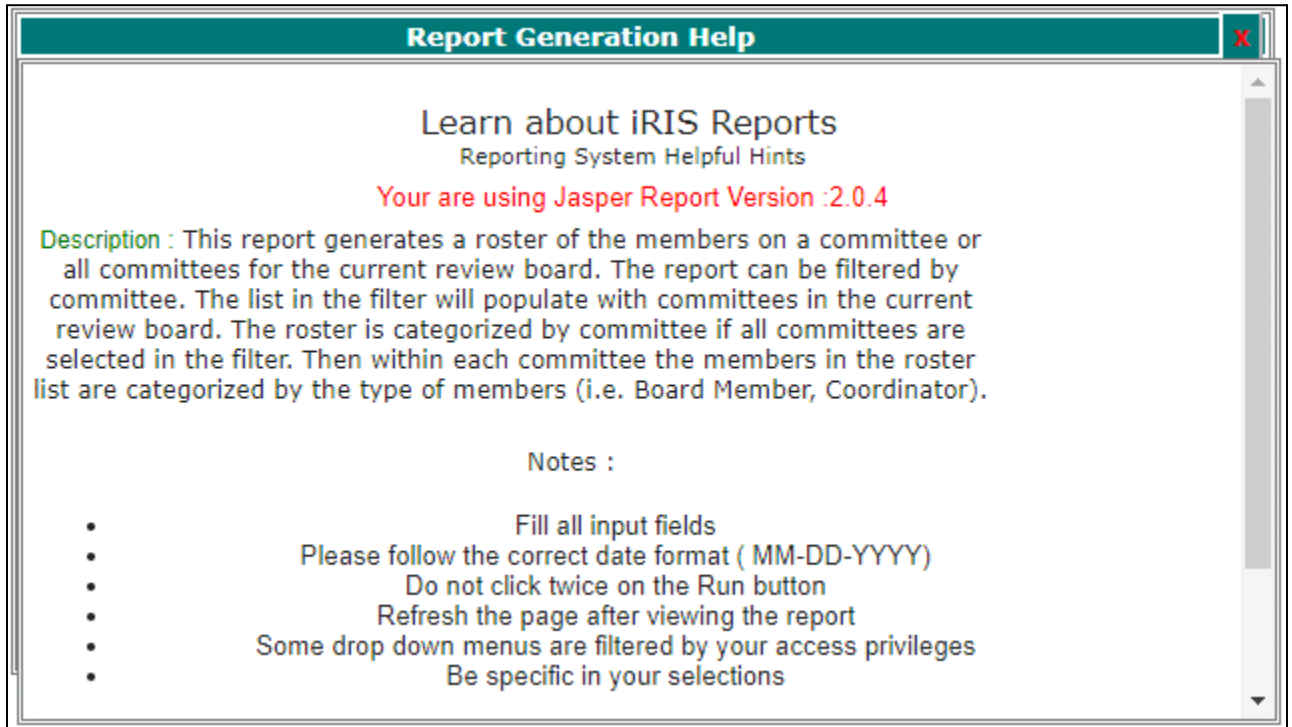 Report Generation Help
x
Learn about iRIS Reports
Reporting System Helpful Hints
Your are using Jasper Report Version :2.0.4
Description : This report generates a roster of the members on a committee or
all committees for the current review board. The report can be filtered by
committee. The list in the filter will populate with committees in the current
review board. The roster is categorized by committee if all committees are
selected in the filter. Then within each committee the members in the roster
list are categorized by the type of members (i.e. Board Member, Coordinator).
Notes :
• Fill all input fields
• Please follow the correct date format ( MM-DD-YYYY)
• Do not click twice on the Run button
• Refresh the page after viewing the report
• Some drop down menus are filtered by your access privileges
• Be specific in your selections